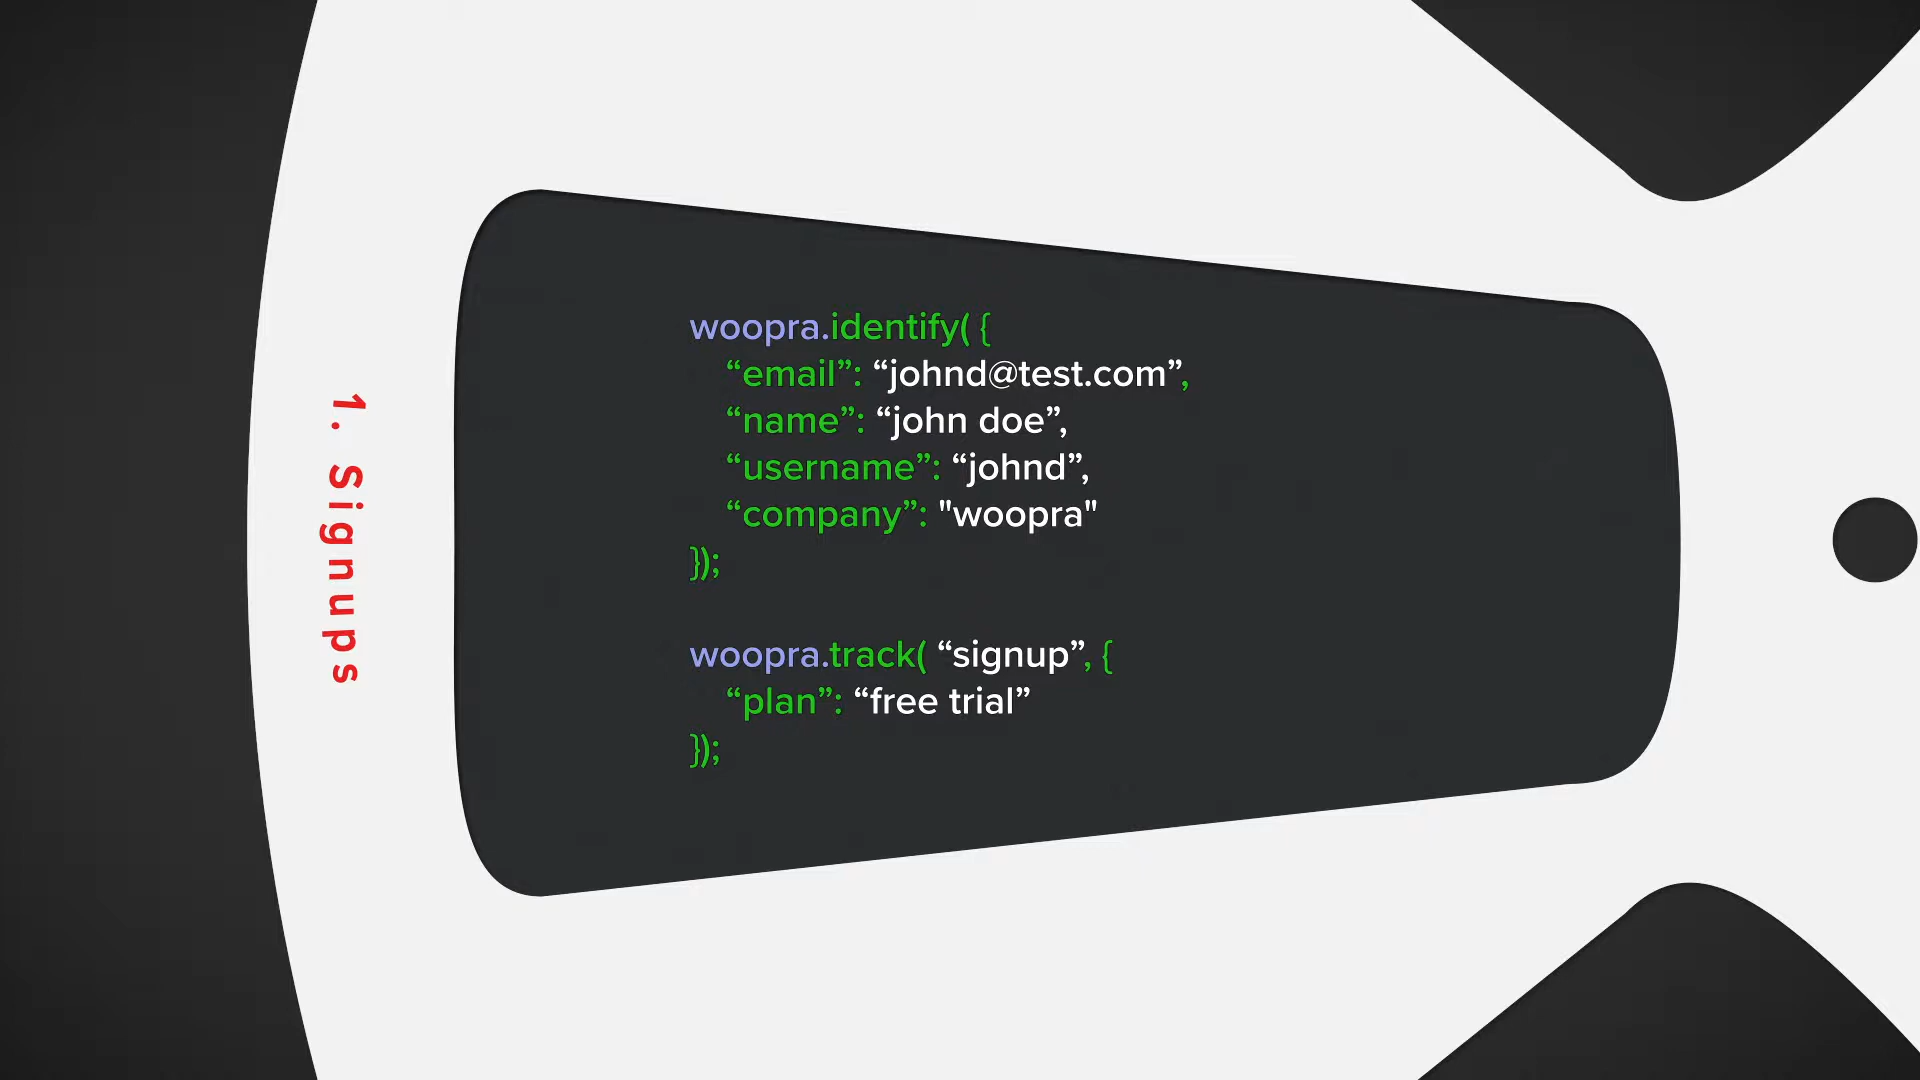 1. Signups
woopra.identify( {
“email”: “johnd@test.com”,
“name”: “john doe”,
“username”: “johnd”,
“company”: "woopra"
});
woopra.track( “signup”, {
“plan”: “free trial”
});